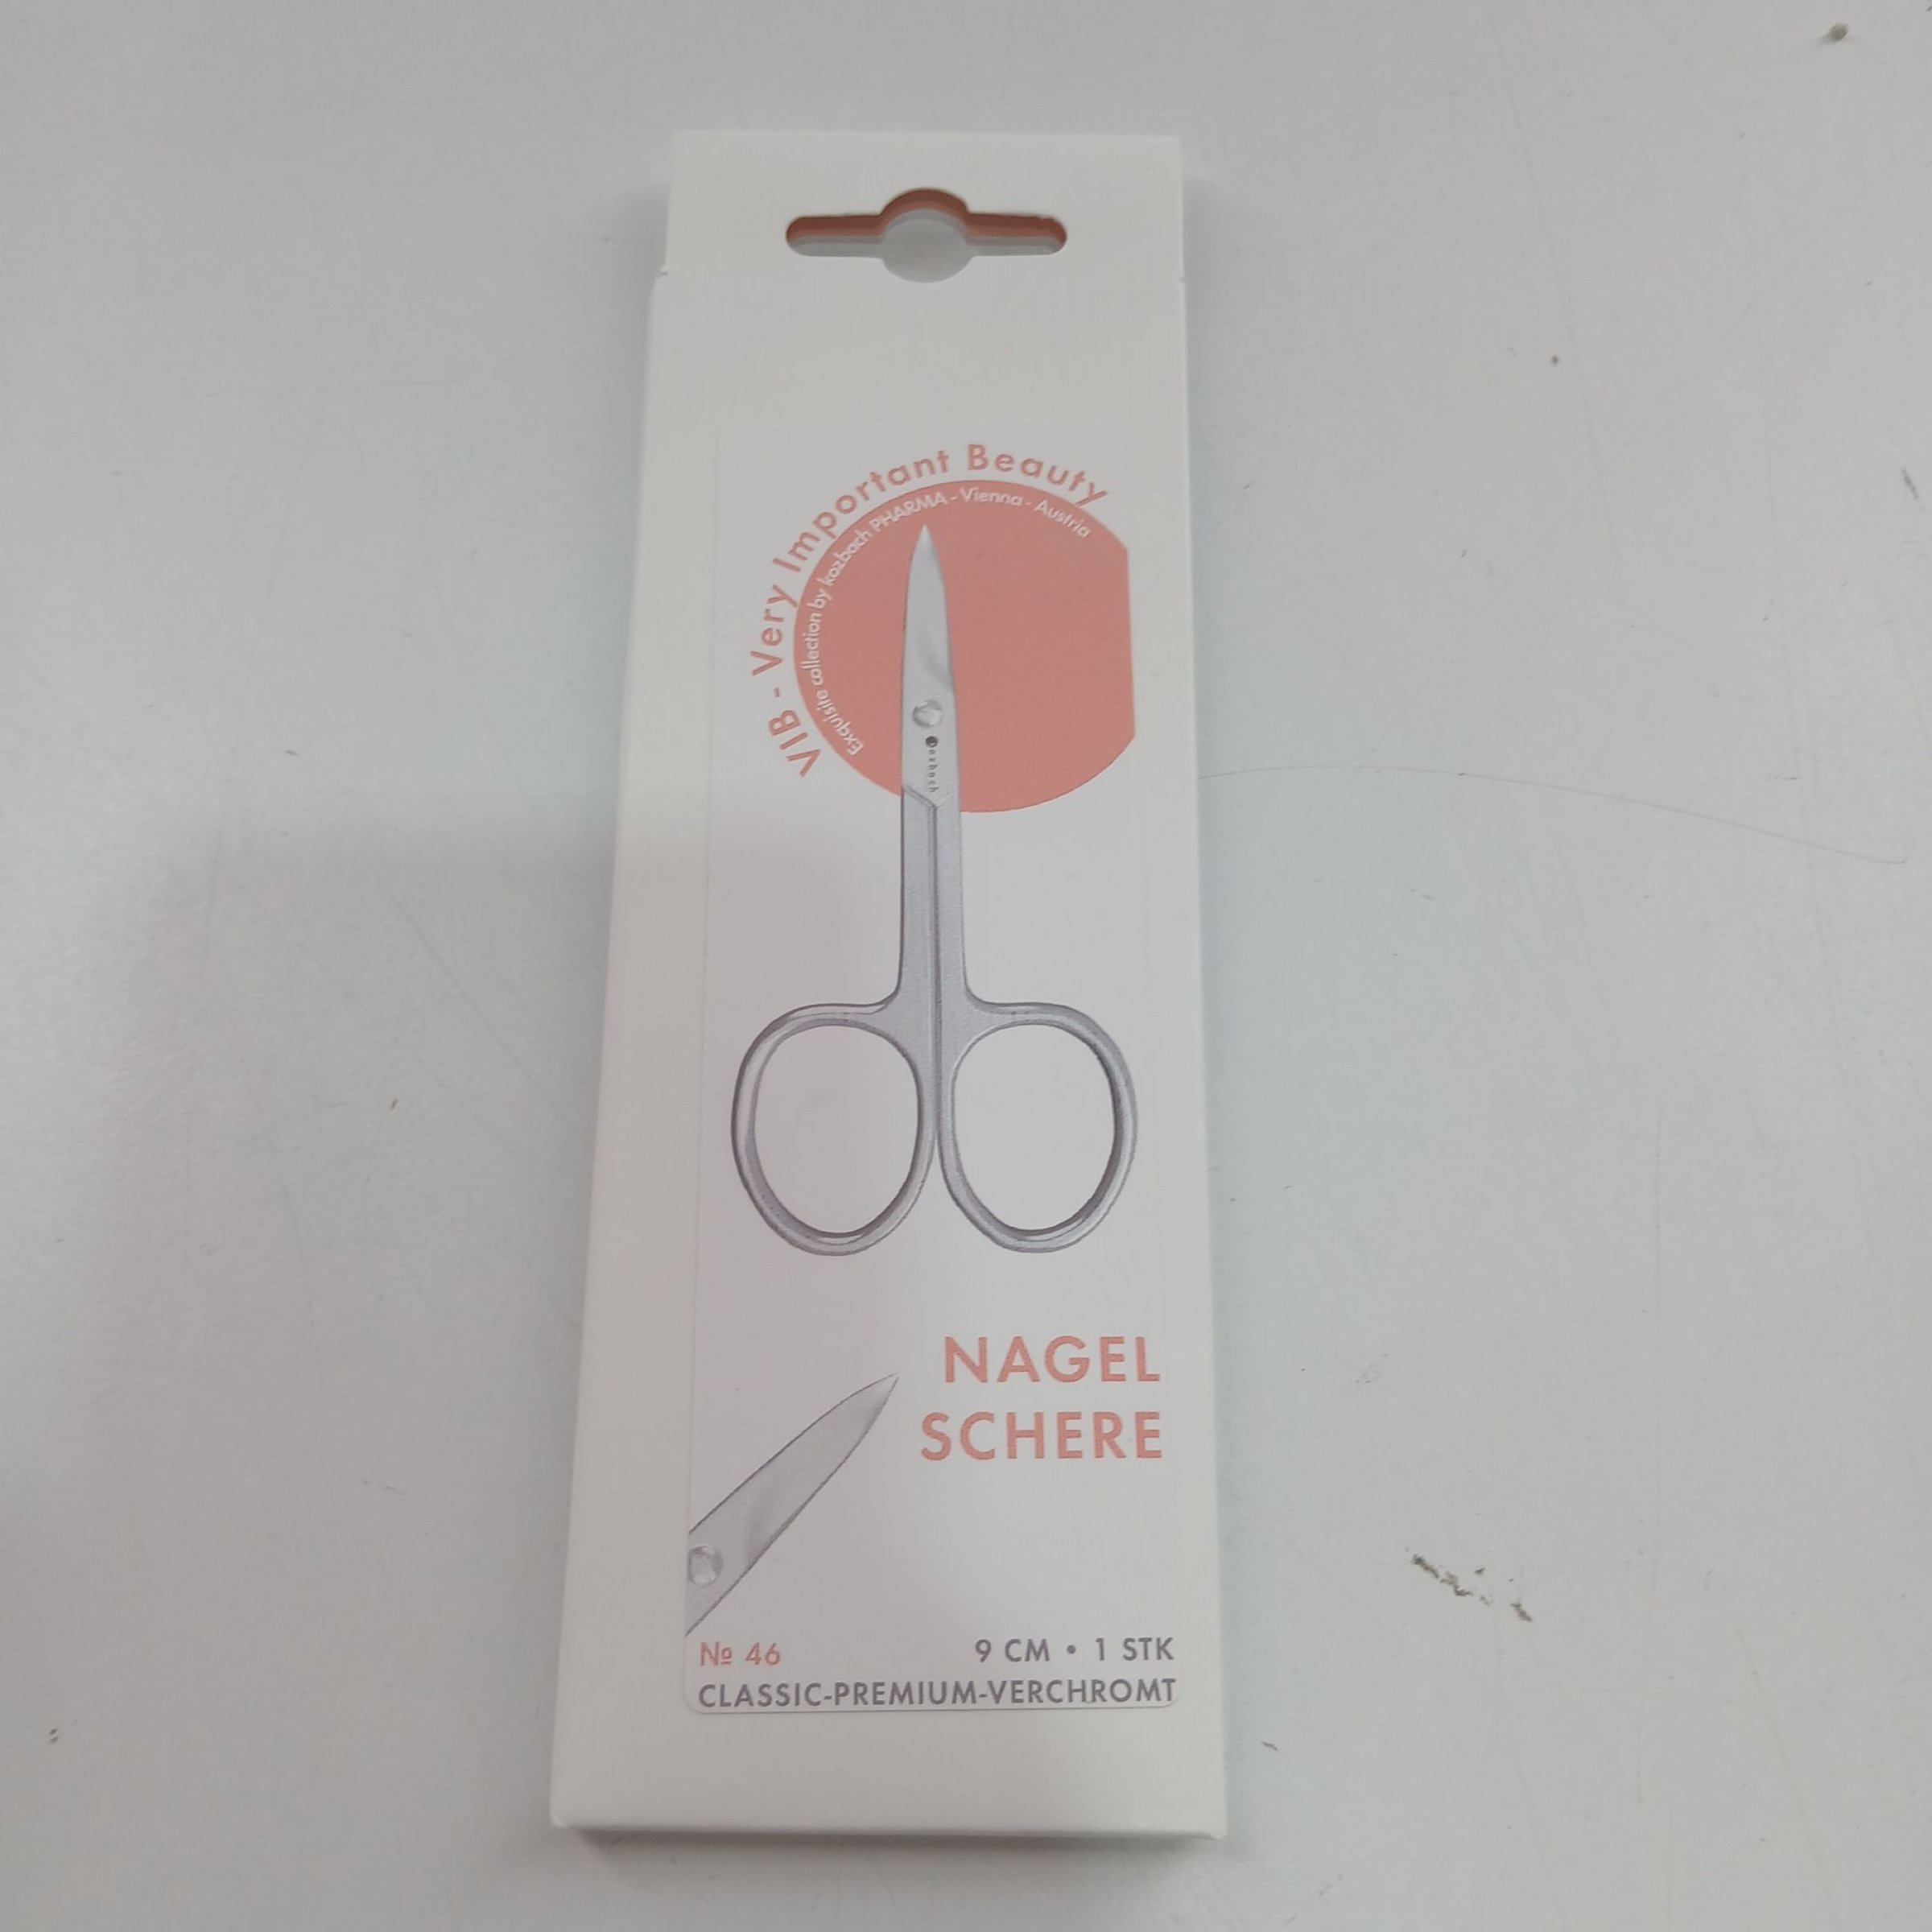 VIB - Very Important Beauty
Exquisite collection by kozbach PHARMA - Vienna - Austria
NAGEL
SCHERE
№ 46
9 CM • 1 STK
CLASSIC-PREMIUM-VERCHROMT